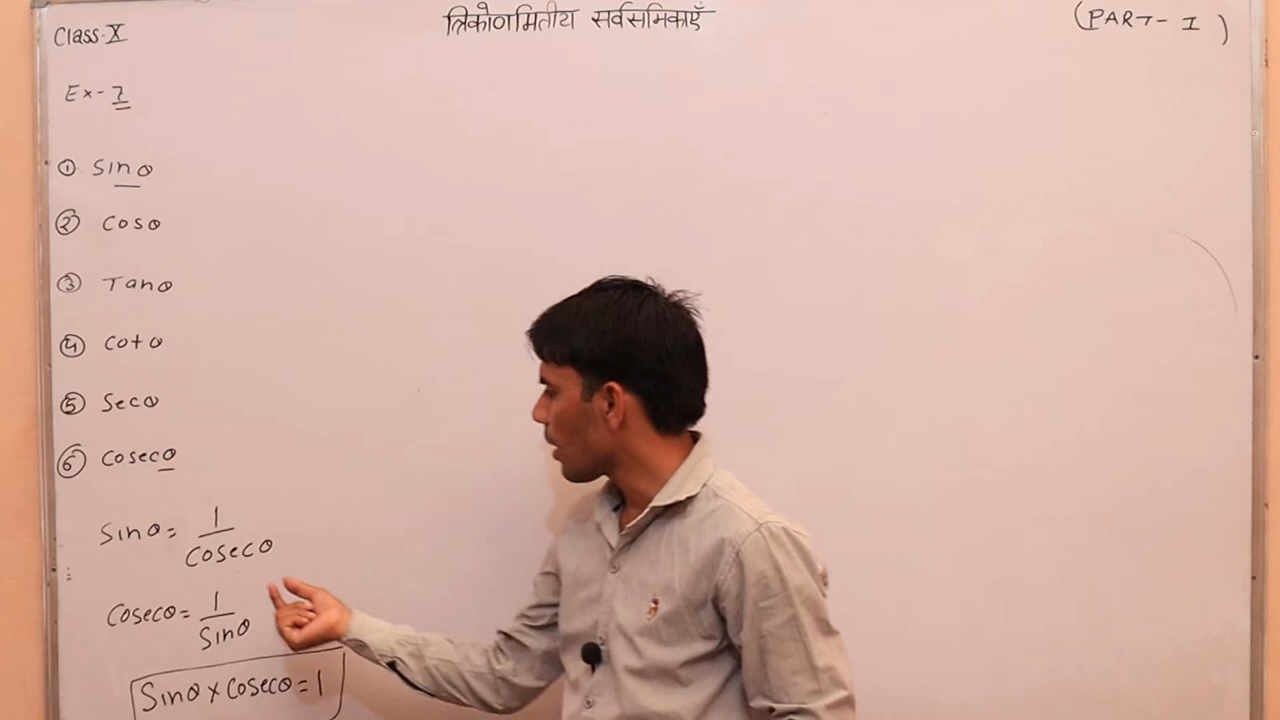 त्रिकोणमितीय सर्वसमिकाएँ
(PART-I)
Class-X
Ex-7
① Sinθ
② Cosθ
③ Tanθ
④ Cotθ
⑤ Secθ
⑥ Cosecθ
Sinθ = 1/Cosecθ
Cosecθ = 1/Sinθ
Sinθ × Cosecθ = 1